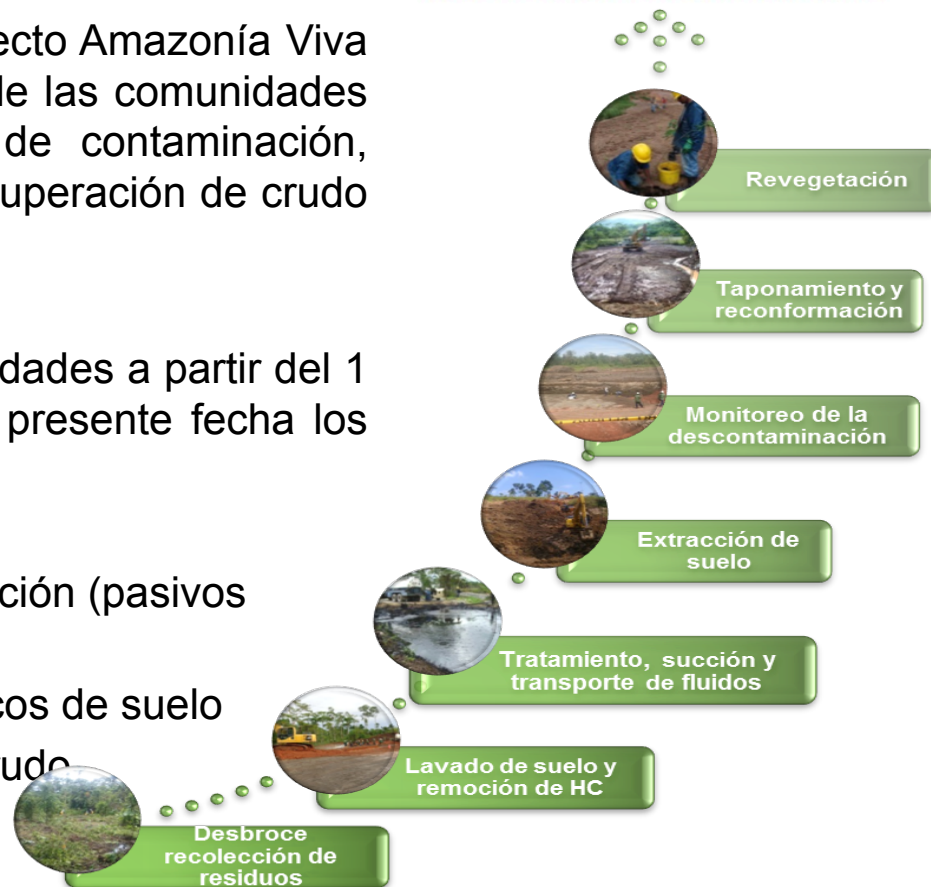 ecto Amazonía Viva
de las comunidades
de contaminación,
uperación de crudo
dades a partir del 1
presente fecha los
ción (pasivos
cos de suelo
rudo
Revegetación
Taponamiento y
reconformación
Monitoreo de la
descontaminación
Extracción de
suelo
Tratamiento, succión y
transporte de fluidos
Lavado de suelo y
remoción de HC
Desbroce
recolección de
residuos